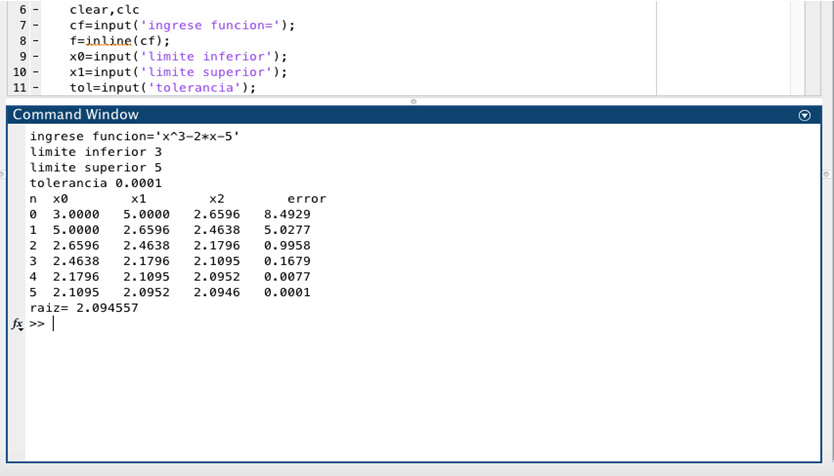 6 - clear,clc
7 - cf=input('ingrese funcion=');
8 - f=inline(cf);
9 - x0=input('limite inferior');
10 - x1=input('limite superior');
11 - tol=input('tolerancia');
Command Window
ingrese funcion='x^3-2*x-5'
limite inferior 3
limite superior 5
tolerancia 0.0001
n x0 x1 x2 error
0 3.0000 5.0000 2.6596 8.4929
1 5.0000 2.6596 2.4638 5.0277
2 2.6596 2.4638 2.1796 0.9958
3 2.4638 2.1796 2.1095 0.1679
4 2.1796 2.1095 2.0952 0.0077
5 2.1095 2.0952 2.0946 0.0001
raiz= 2.094557
fx >>